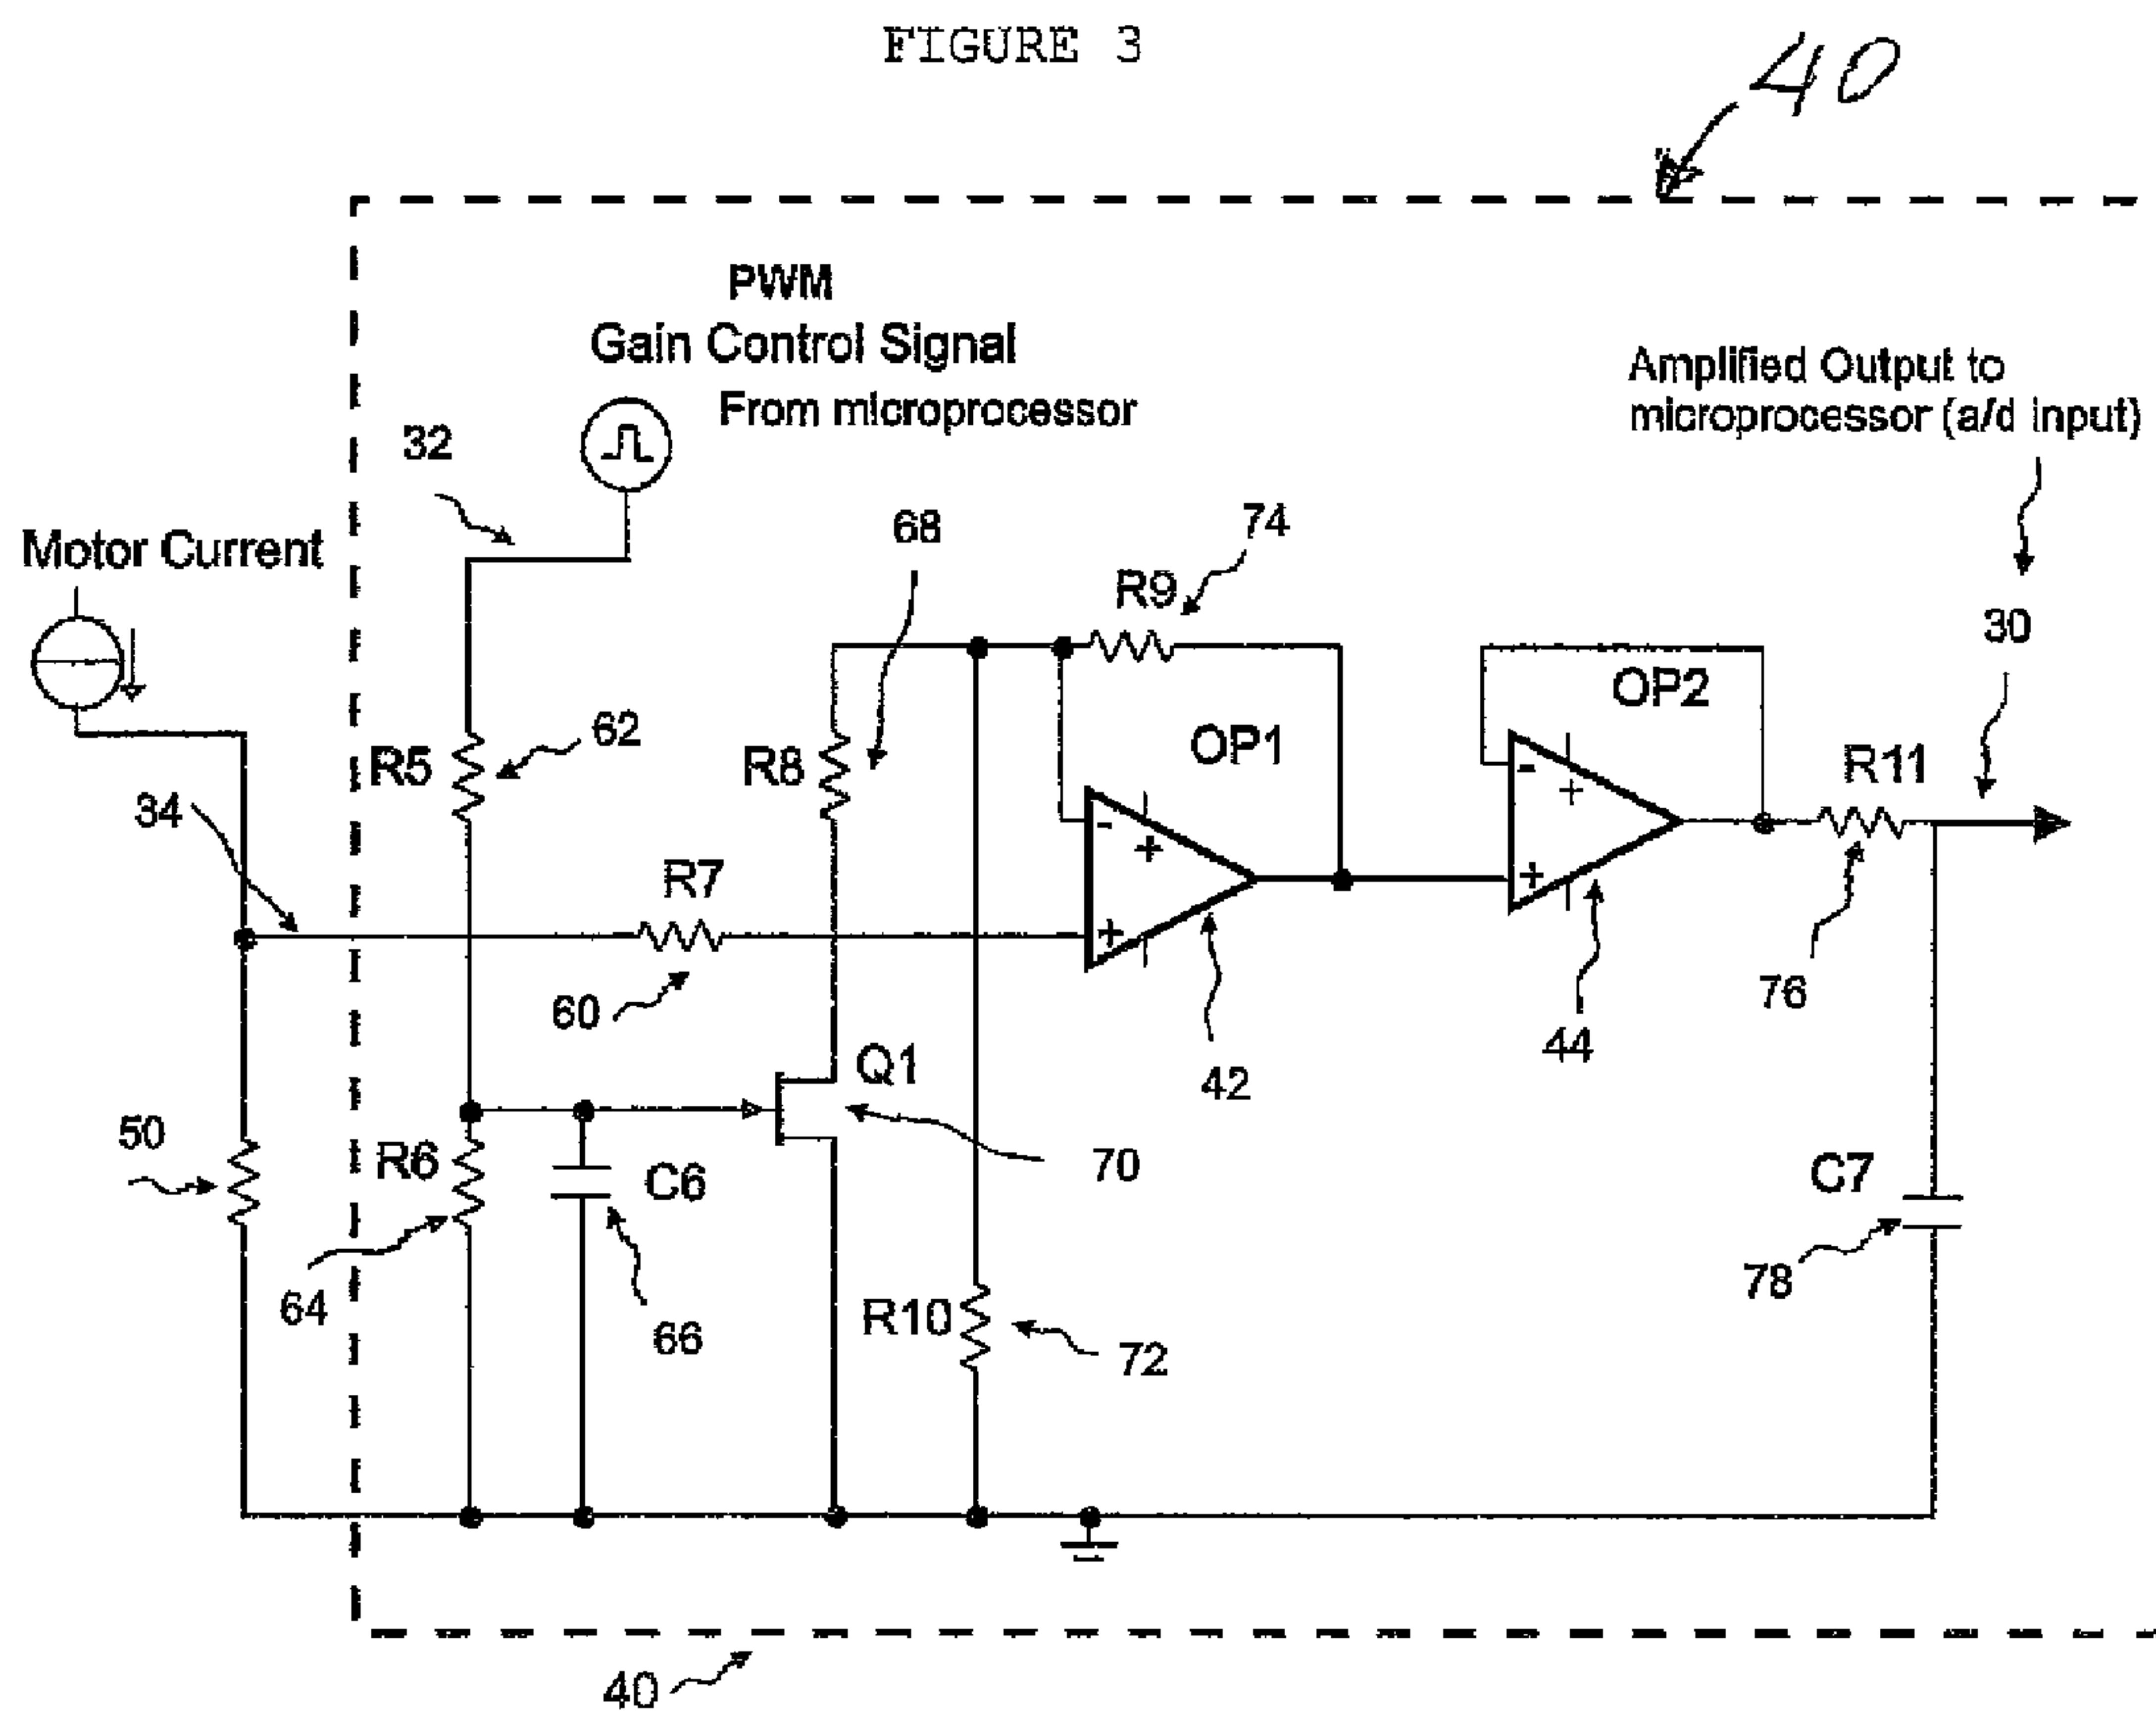 FIGURE 3
40
PWM
Gain Control Signal
From microprocessor
Amplified Output to
microprocessor (a/d input)
32
Motor Current
68
74
R9
30
OP2
OP1
62
R5
R8
R11
34
-
+
-
+
R7
+
+
60
76
44
Q1
42
50
R6
C6
70
C7
64
66
R10
72
78
40